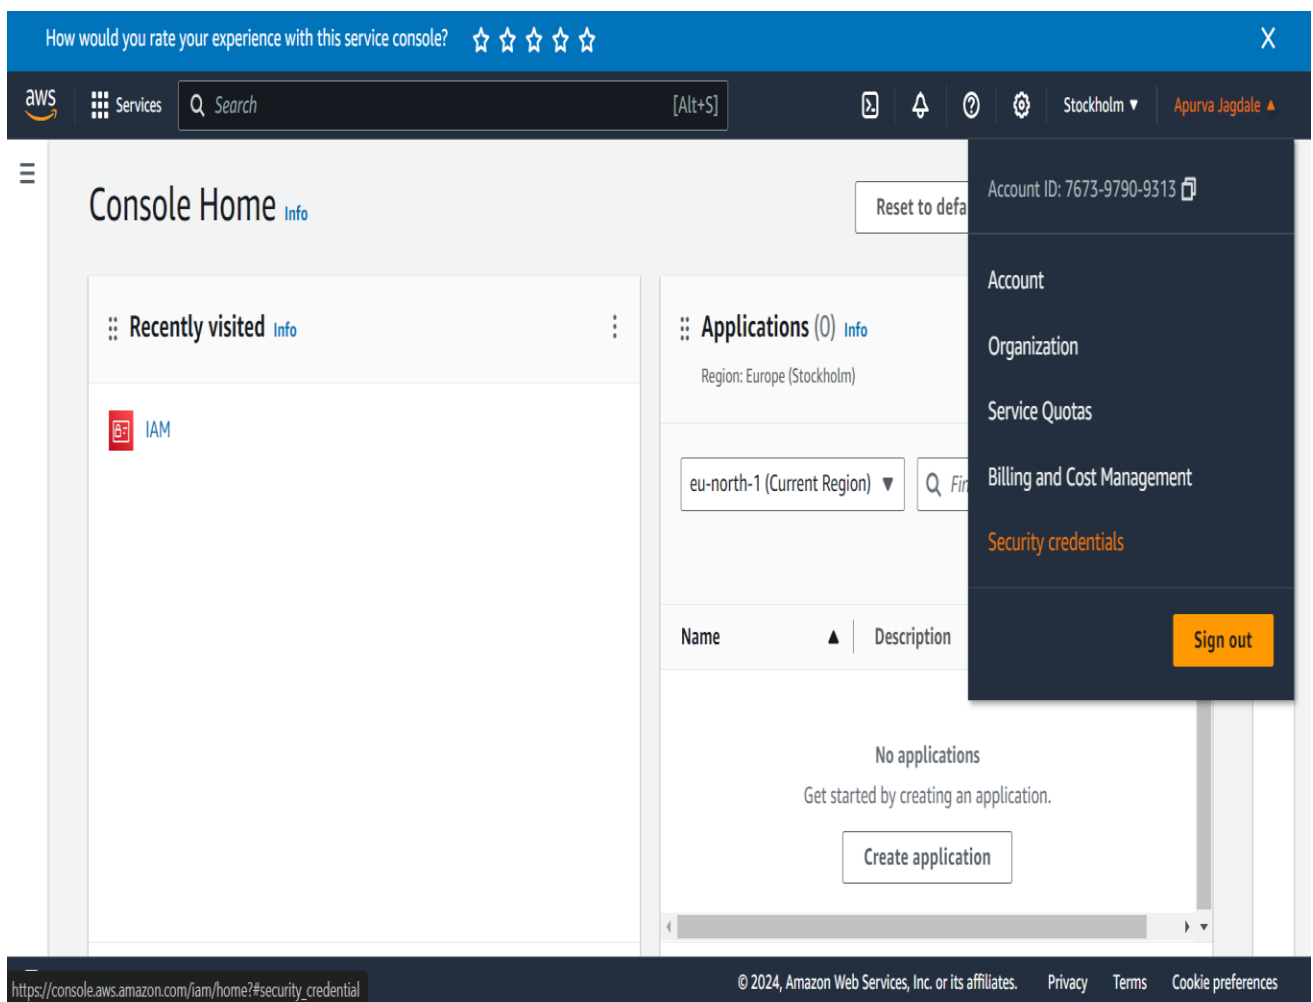 How would you rate your experience with this service console?
X
aws
Services
Search
[Alt+S]
Stockholm ▼
Apurva Jagdale ▲
Account ID: 7673-9790-9313
Account
Organization
Service Quotas
Billing and Cost Management
Security credentials
Sign out
Console Home Info
Reset to defa
Recently visited Info
IAM
Applications (0) Info
Region: Europe (Stockholm)
eu-north-1 (Current Region) ▼
Fin
Name ▲
Description
No applications
Get started by creating an application.
Create application
https://console.aws.amazon.com/iam/home?#security_credential
© 2024, Amazon Web Services, Inc. or its affiliates.
Privacy
Terms
Cookie preferences